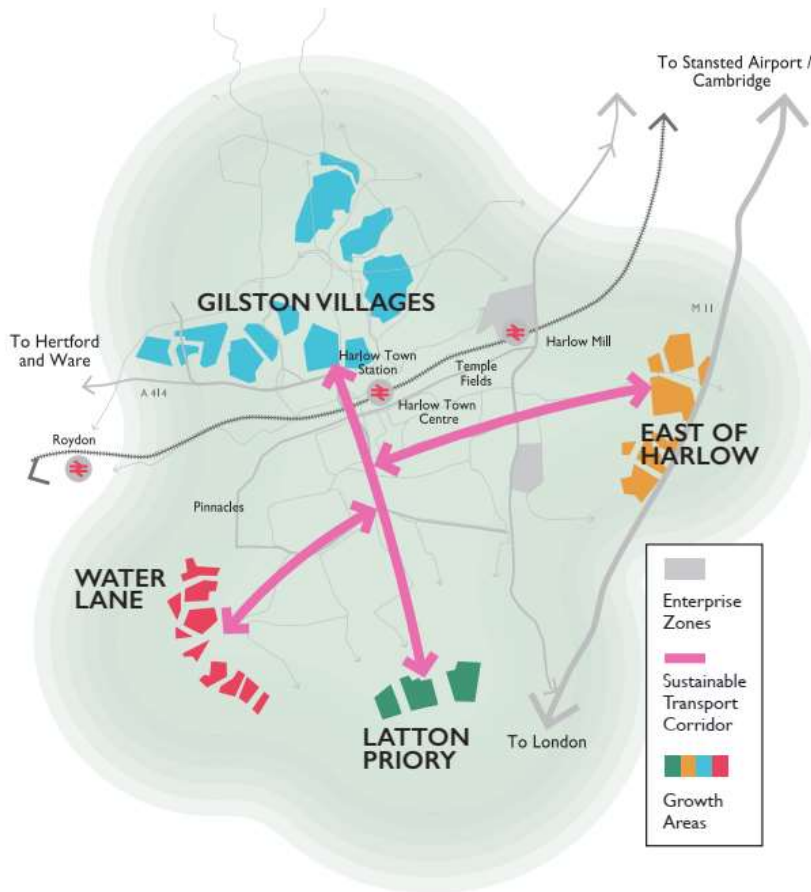 To Stansted Airport /
Cambridge
GILSTON VILLAGES
M11
To Hertford
and Ware
Harlow Town
Station
Harlow Mill
Temple
Fields
A414
Harlow Town
Centre
Roydon
EAST OF
HARLOW
Pinnacles
WATER
LANE
LATTON
PRIORY
To London
Enterprise
Zones
Sustainable
Transport
Corridor
Growth
Areas